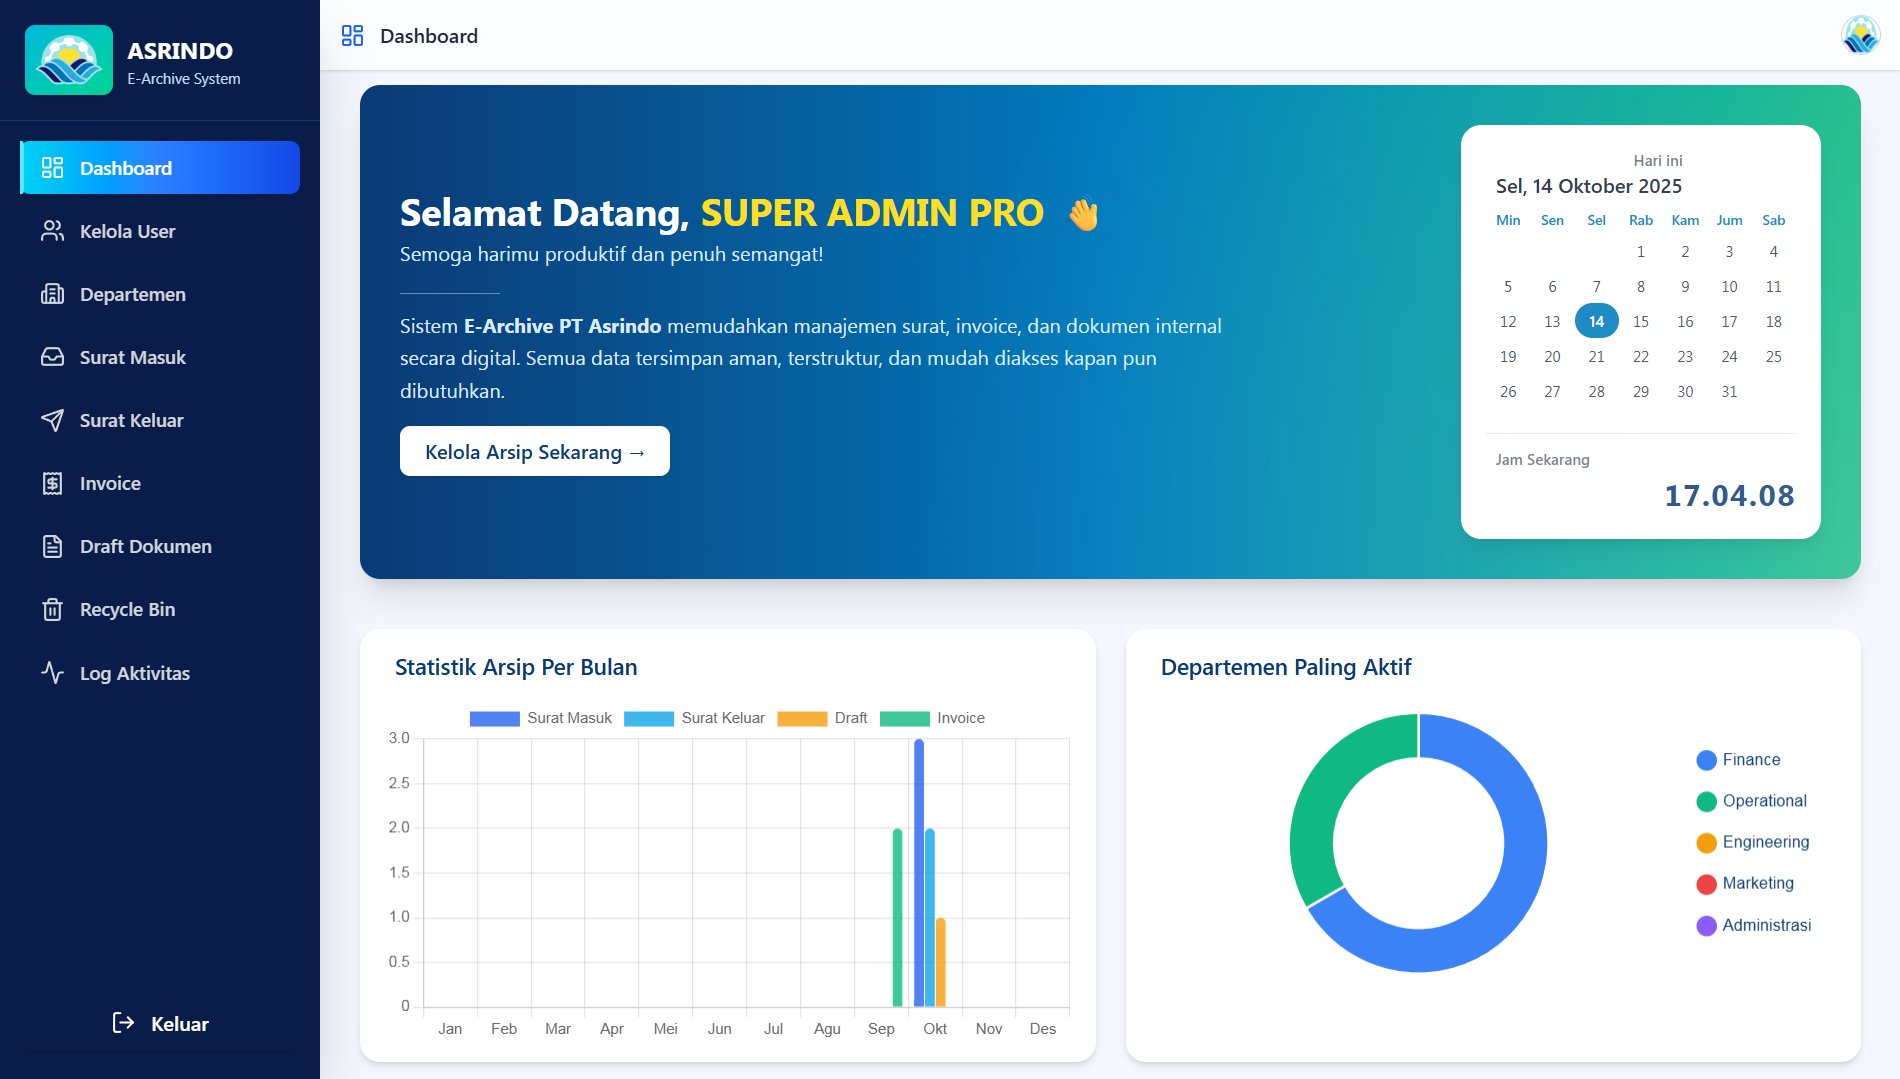 ASRINDO
E-Archive System
Dashboard
Kelola User
Departemen
Surat Masuk
Surat Keluar
Invoice
Draft Dokumen
Recycle Bin
Log Aktivitas
Keluar
Dashboard
Selamat Datang, SUPER ADMIN PRO 👋
Semoga harimu produktif dan penuh semangat!
Sistem E-Archive PT Asrindo memudahkan manajemen surat, invoice, dan dokumen internal
secara digital. Semua data tersimpan aman, terstruktur, dan mudah diakses kapan pun
dibutuhkan.
Kelola Arsip Sekarang →
Hari ini
Sel, 14 Oktober 2025
Min Sen Sel Rab Kam Jum Sab
1 2 3 4
5 6 7 8 9 10 11
12 13 14 15 16 17 18
19 20 21 22 23 24 25
26 27 28 29 30 31
Jam Sekarang
17.04.08
Statistik Arsip Per Bulan
Surat Masuk Surat Keluar Draft Invoice
3.0
2.5
2.0
1.5
1.0
0.5
0
Jan Feb Mar Apr Mei Jun Jul Agu Sep Okt Nov Des
Departemen Paling Aktif
Finance
Operational
Engineering
Marketing
Administrasi